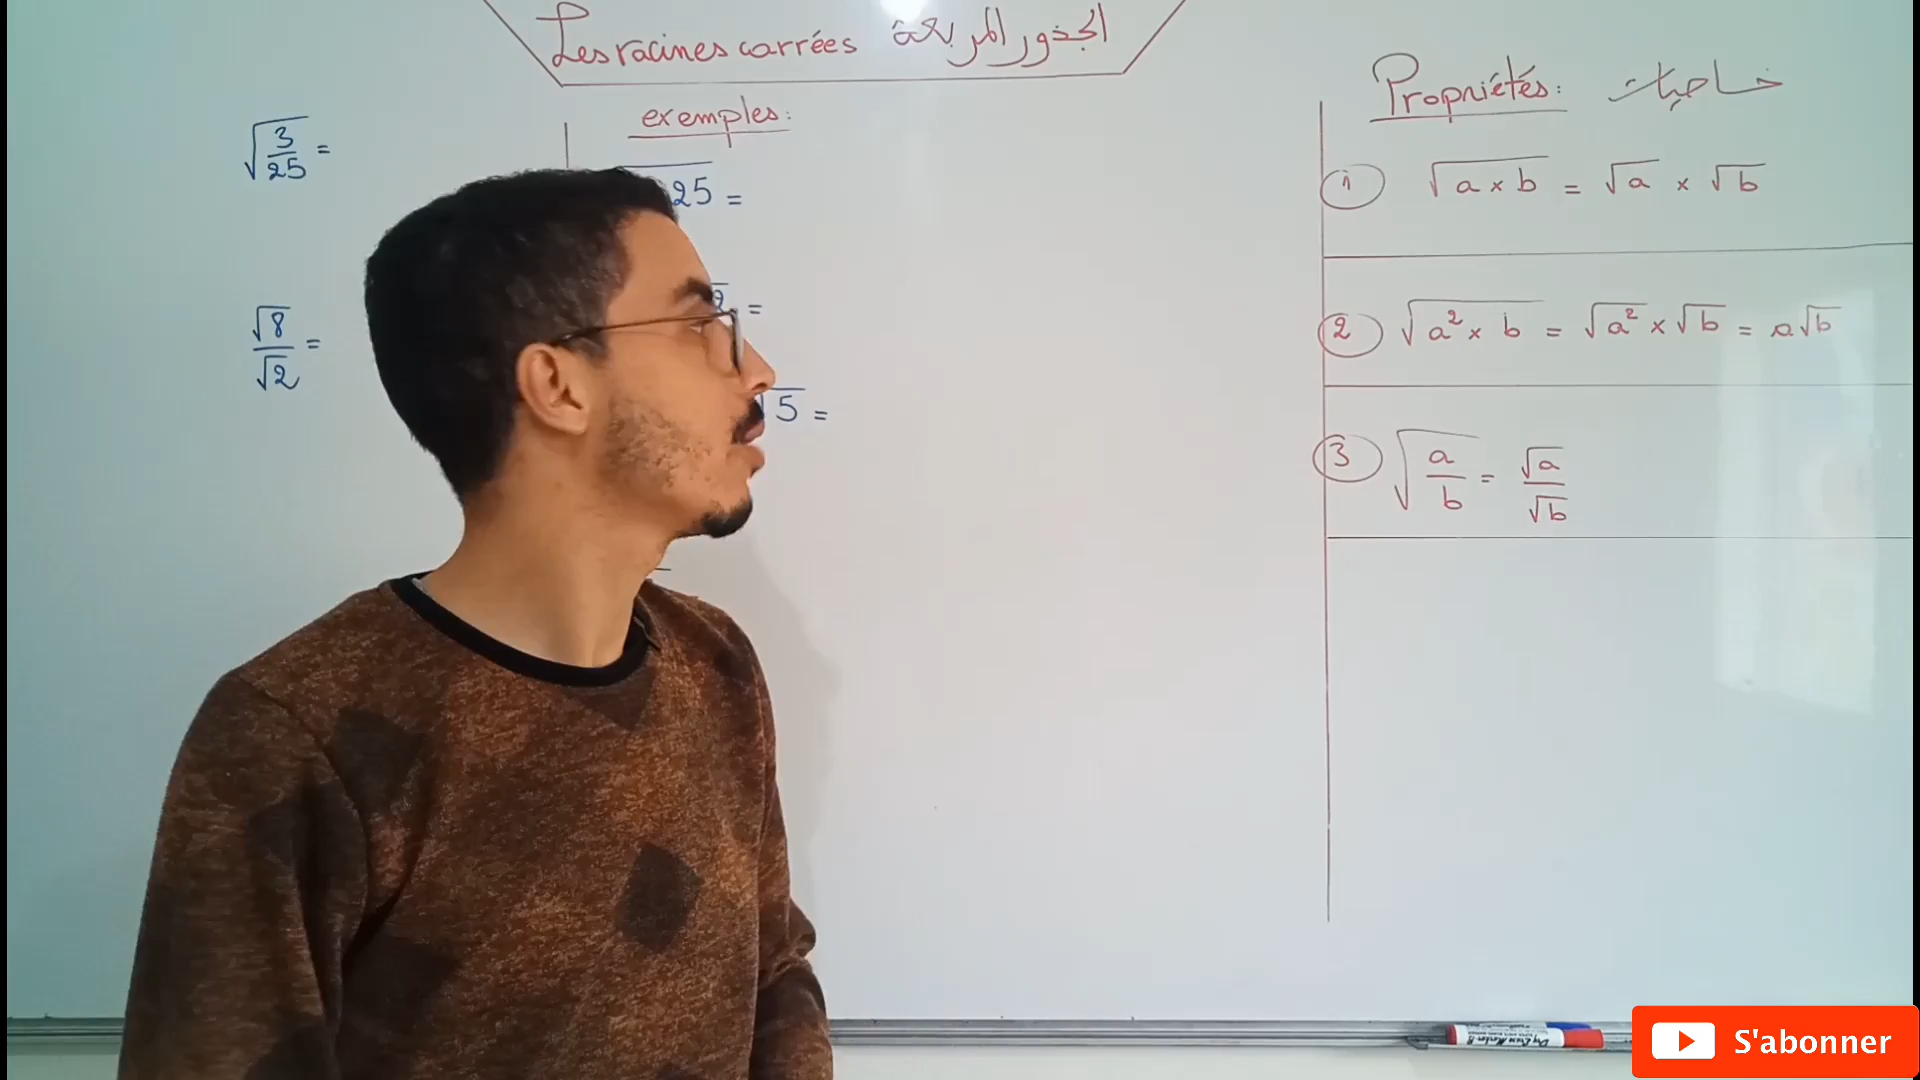 Les racines carrées الجذور المربعة
exemples:
√(3/25) =
√8/√2 =
25 =
√2 =
√5 =
Propriétés: خاصيات
① √(a × b) = √a × √b
② √(a² × b) = √a² × √b = a√b
③ √(a/b) = √a/√b
S'abonner